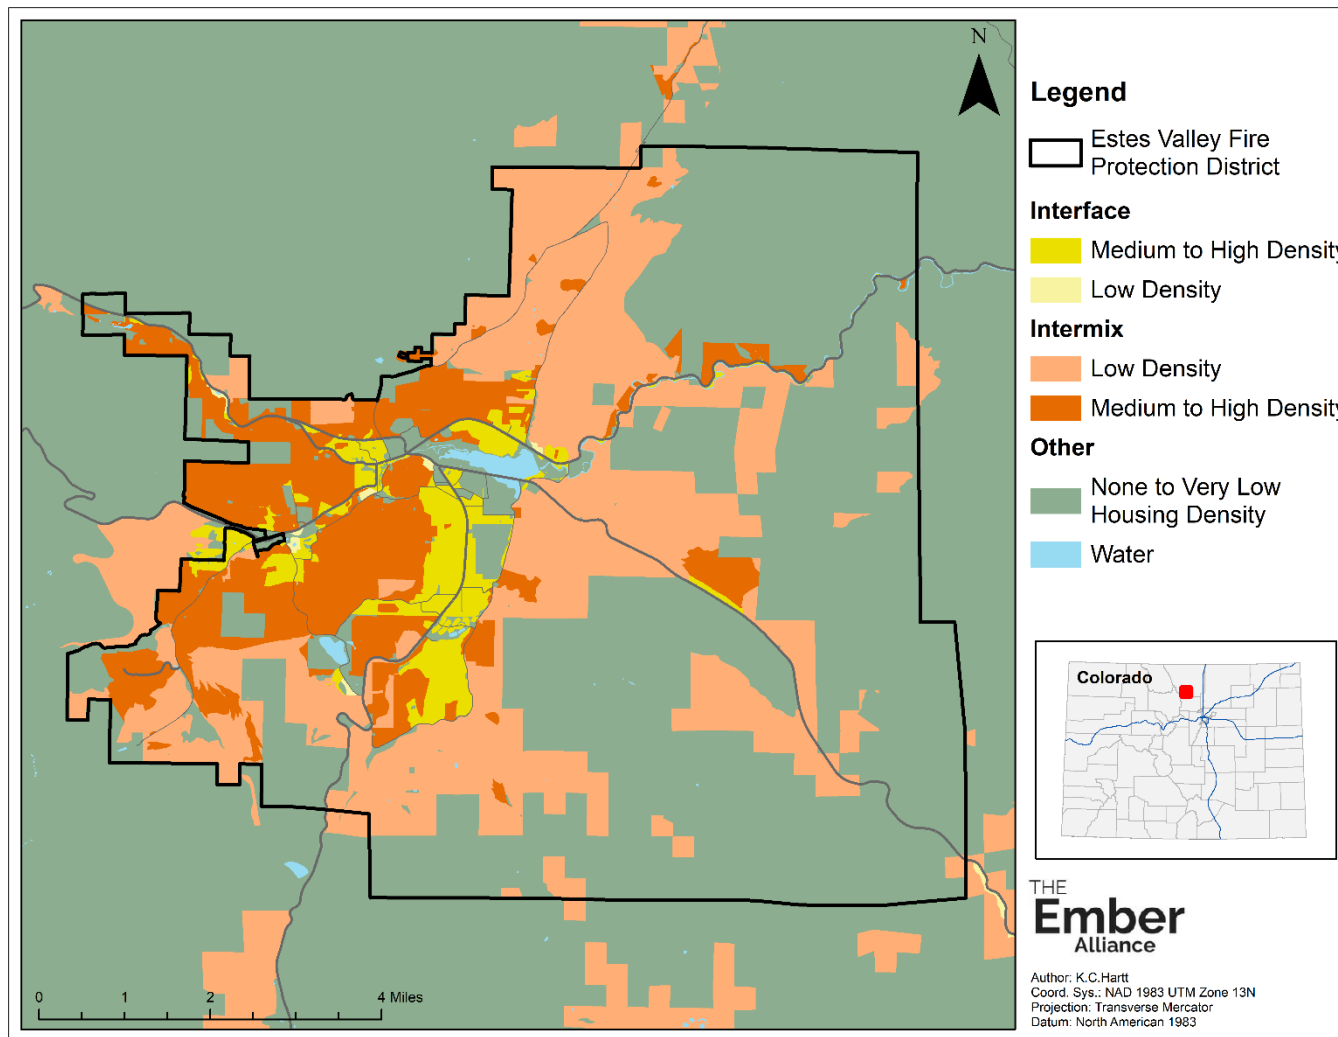 N
Legend
Estes Valley Fire
Protection District
Interface
Medium to High Density
Low Density
Intermix
Low Density
Medium to High Density
Other
None to Very Low
Housing Density
Water
Colorado
THE
Ember
Alliance
Author: K.C.Hartt
Coord. Sys.: NAD 1983 UTM Zone 13N
Projection: Transverse Mercator
Datum: North American 1983
0 1 2 4 Miles